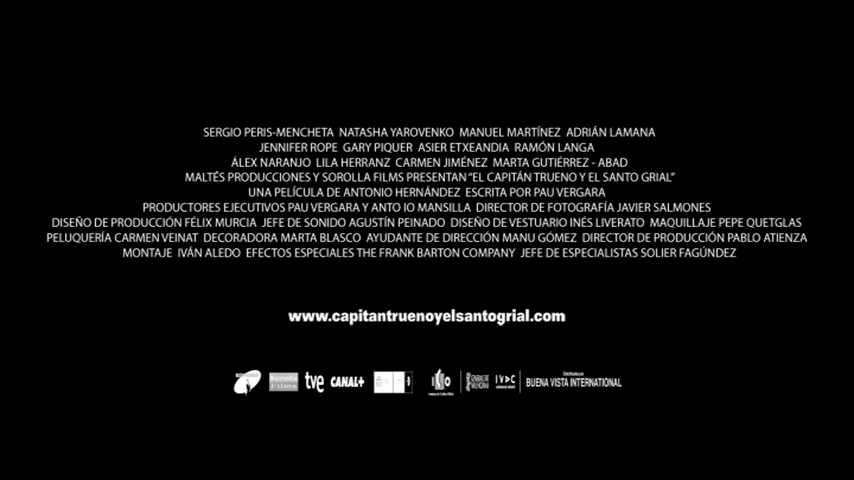 SERGIO PERIS-MENCHETA NATASHA YAROVENKO MANUEL MARTÍNEZ ADRIÁN LAMANA
JENNIFER ROPE GARY PIQUER ASIER ETXEANDIA RAMÓN LANGA
ÁLEX NARANJO LILA HERRANZ CARMEN JIMÉNEZ MARTA GUTIÉRREZ - ABAD
MALTÉS PRODUCCIONES Y SOROLLA FILMS PRESENTAN "EL CAPITÁN TRUENO Y EL SANTO GRIAL"
UNA PELÍCULA DE ANTONIO HERNÁNDEZ ESCRITA POR PAU VERGARA
PRODUCTORES EJECUTIVOS PAU VERGARA Y ANTO IO MANSILLA DIRECTOR DE FOTOGRAFÍA JAVIER SALMONES
DISEÑO DE PRODUCCIÓN FÉLIX MURCIA JEFE DE SONIDO AGUSTÍN PEINADO DISEÑO DE VESTUARIO INÉS LIVERATO MAQUILLAJE PEPE QUETGLAS
PELUQUERÍA CARMEN VEINAT DECORADORA MARTA BLASCO AYUDANTE DE DIRECCIÓN MANU GÓMEZ DIRECTOR DE PRODUCCIÓN PABLO ATIENZA
MONTAJE IVÁN ALEDO EFECTOS ESPECIALES THE FRANK BARTON COMPANY JEFE DE ESPECIALISTAS SOLIER FAGÚNDEZ
www.capitantruenoyelsantogrial.com
Sorolla Films tve CANAL+ GENERALITAT VALENCIANA Distribuida por
BUENA VISTA INTERNATIONAL